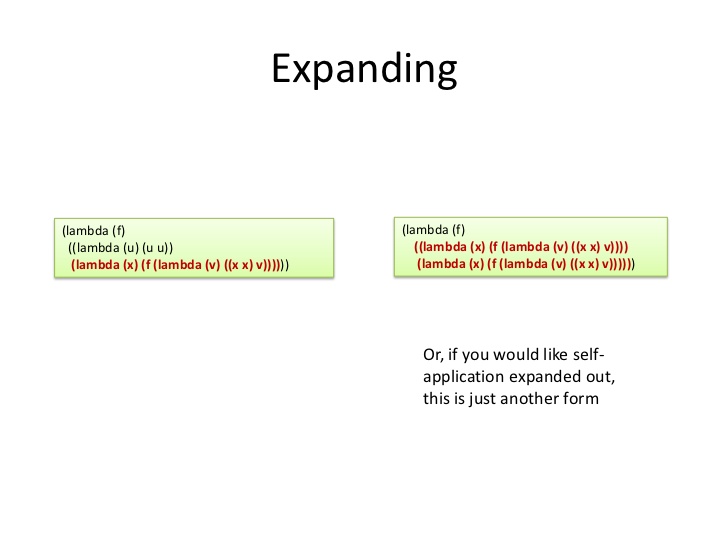 Expanding
(lambda (f)
((lambda (u) (u u))
(lambda (x) (f (lambda (v) ((x x) v))))))
(lambda (f)
((lambda (x) (f (lambda (v) ((x x) v))))
(lambda (x) (f (lambda (v) ((x x) v))))))
Or, if you would like self-
application expanded out,
this is just another form